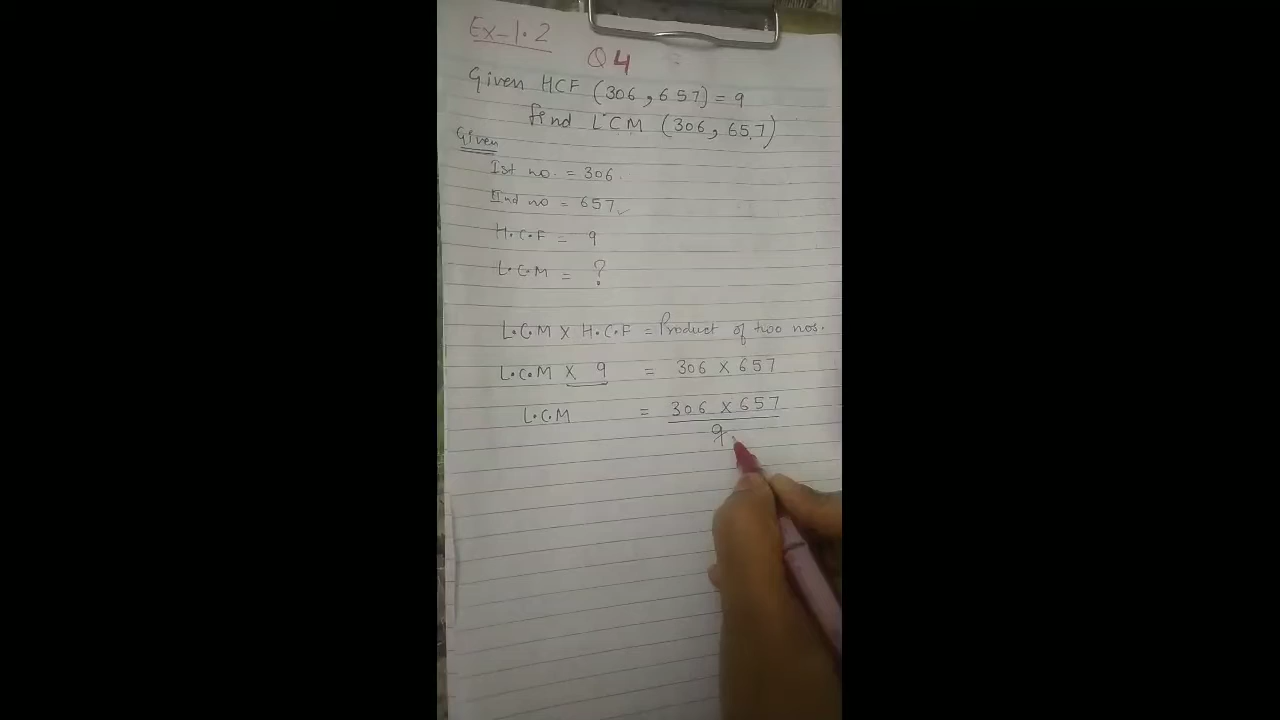 Ex-1.2
Q4
Given HCF (306, 657) = 9
find LCM (306, 657)
Given
Ist no. = 306.
IInd no = 657
H.C.F = 9
L.C.M = ?
L.C.M X H.C.F = Product of two nos.
L.C.M X 9 = 306 X 657
L.C.M = 306 X 657
9